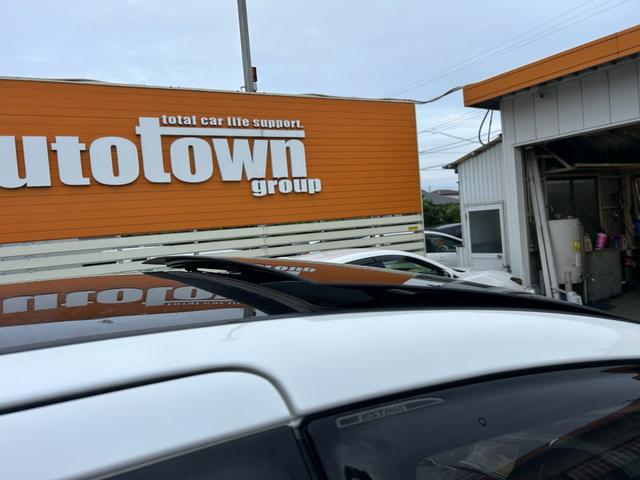 total car life support.
utotown
group
ESTIMA